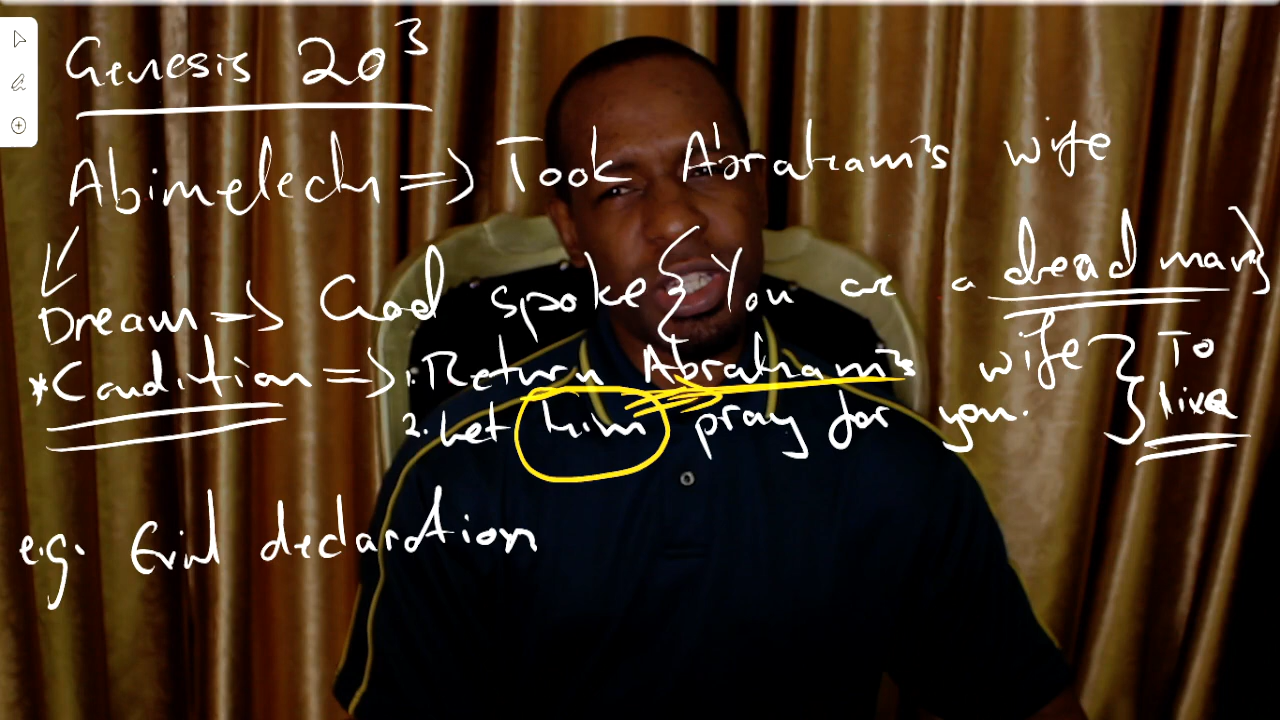 Genesis 20³
Abimelech => Took Abraham's wife
Dream => God spoke { You are a dead man}
*Condition => 1. Return Abraham's wife } To
2. Let him pray for you. } live
e.g. Evil declaration